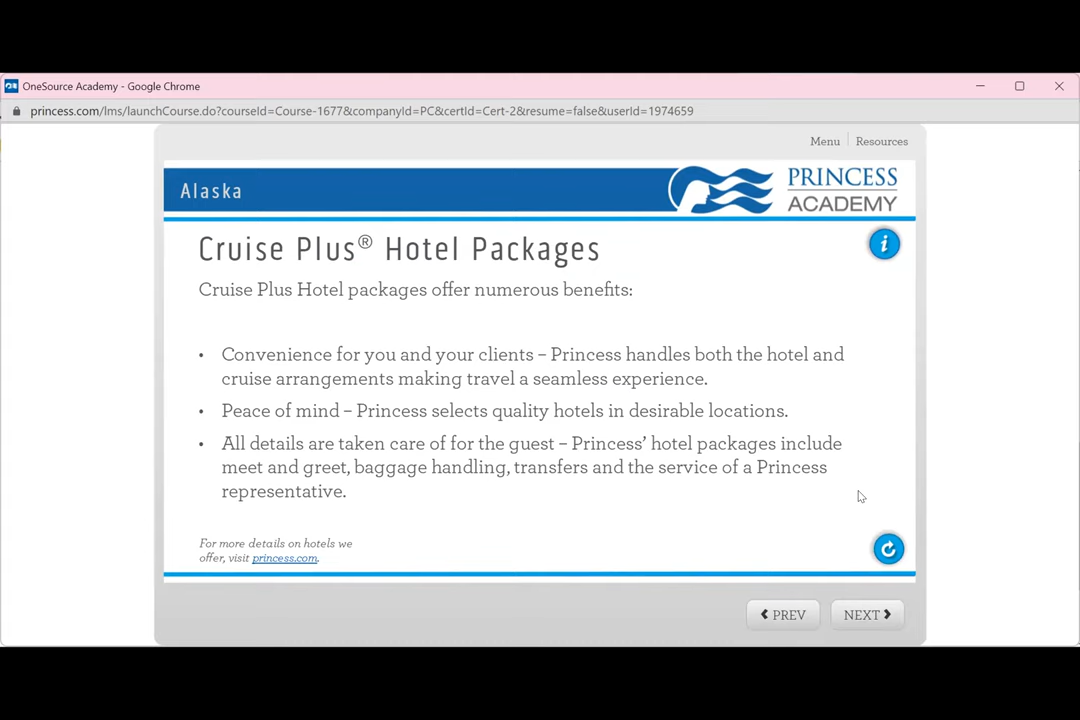 OneSource Academy - Google Chrome
princess.com/lms/launchCourse.do?courseId=Course-1677&companyId=PC&certId=Cert-2&resume=false&userId=1974659
Menu Resources
Alaska
PRINCESS
ACADEMY
Cruise Plus® Hotel Packages
i
Cruise Plus Hotel packages offer numerous benefits:
• Convenience for you and your clients – Princess handles both the hotel and
cruise arrangements making travel a seamless experience.
• Peace of mind – Princess selects quality hotels in desirable locations.
• All details are taken care of for the guest – Princess’ hotel packages include
meet and greet, baggage handling, transfers and the service of a Princess
representative.
For more details on hotels we
offer, visit princess.com.
PREV NEXT